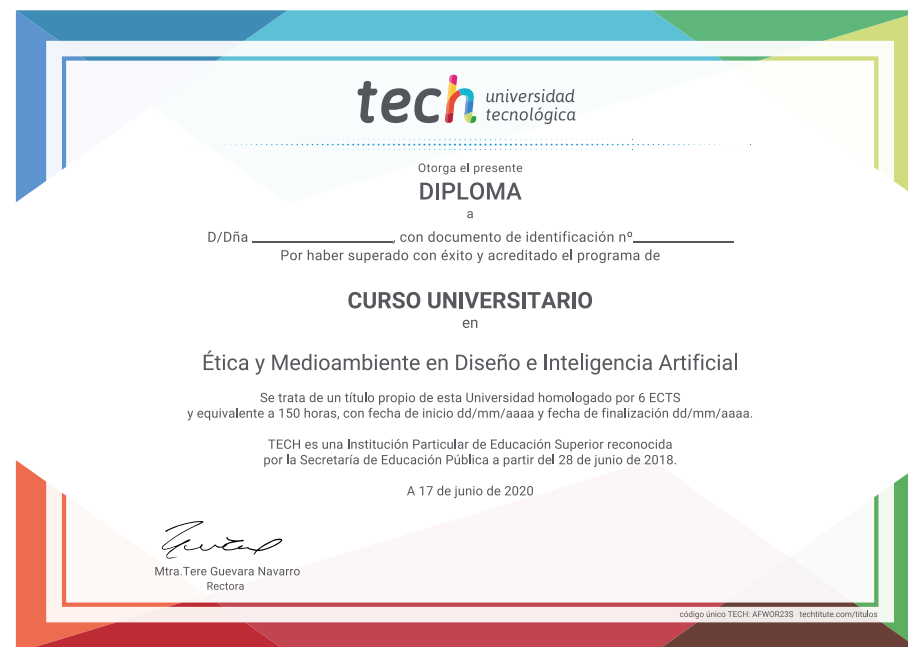 tech universidad
tecnológica
Otorga el presente
DIPLOMA
a
D/Dña ____________________, con documento de identificación nº______________
Por haber superado con éxito y acreditado el programa de
CURSO UNIVERSITARIO
en
Ética y Medioambiente en Diseño e Inteligencia Artificial
Se trata de un título propio de esta Universidad homologado por 6 ECTS
y equivalente a 150 horas, con fecha de inicio dd/mm/aaaa y fecha de finalización dd/mm/aaaa.
TECH es una Institución Particular de Educación Superior reconocida
por la Secretaría de Educación Pública a partir del 28 de junio de 2018.
A 17 de junio de 2020
Mtra.Tere Guevara Navarro
Rectora
código único TECH: AFWOR23S techtitute.com/titulos